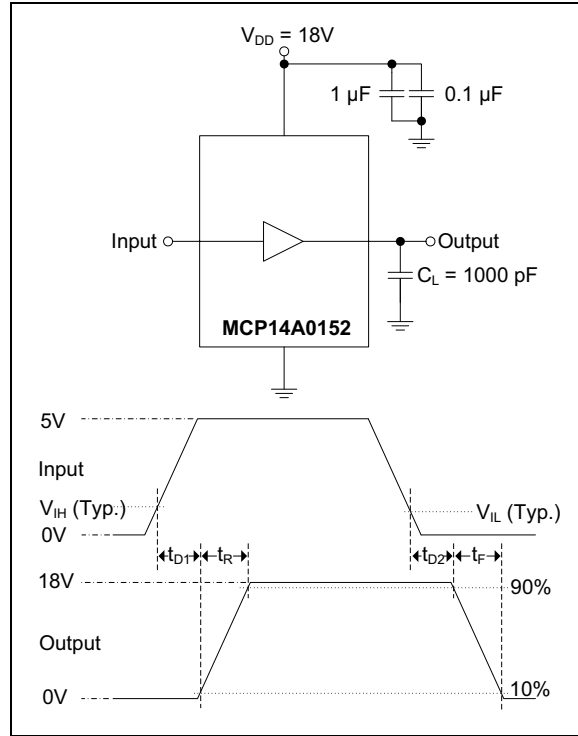 V_DD = 18V
1 µF
0.1 µF
Input
Output
C_L = 1000 pF
MCP14A0152
5V
Input
V_IH (Typ.)
V_IL (Typ.)
0V
t_D1
t_R
t_D2
t_F
18V
90%
Output
0V
10%